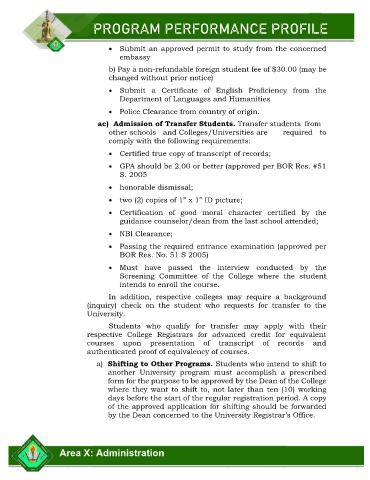 PROGRAM PERFORMANCE PROFILE
• Submit an approved permit to study from the concerned
embassy
b) Pay a non-refundable foreign student fee of $30.00 (may be
changed without prior notice)
• Submit a Certificate of English Proficiency from the
Department of Languages and Humanities
• Police Clearance from country of origin.
ac) Admission of Transfer Students. Transfer students from
other schools and Colleges/Universities are required to
comply with the following requirements:
• Certified true copy of transcript of records;
• GPA should be 2.00 or better (approved per BOR Res. #51
S. 2005
• honorable dismissal;
• two (2) copies of 1” x 1” ID picture;
• Certification of good moral character certified by the
guidance counselor/dean from the last school attended;
• NBI Clearance;
• Passing the required entrance examination (approved per
BOR Res. No. 51 S 2005)
• Must have passed the interview conducted by the
Screening Committee of the College where the student
intends to enroll the course.
In addition, respective colleges may require a background
(inquiry) check on the student who requests for transfer to the
University.
Students who qualify for transfer may apply with their
respective College Registrars for advanced credit for equivalent
courses upon presentation of transcript of records and
authenticated proof of equivalency of courses.
a) Shifting to Other Programs. Students who intend to shift to
another University program must accomplish a prescribed
form for the purpose to be approved by the Dean of the College
where they want to shift to, not later than ten (10) working
days before the start of the regular registration period. A copy
of the approved application for shifting should be forwarded
by the Dean concerned to the University Registrar’s Office.
Area X: Administration